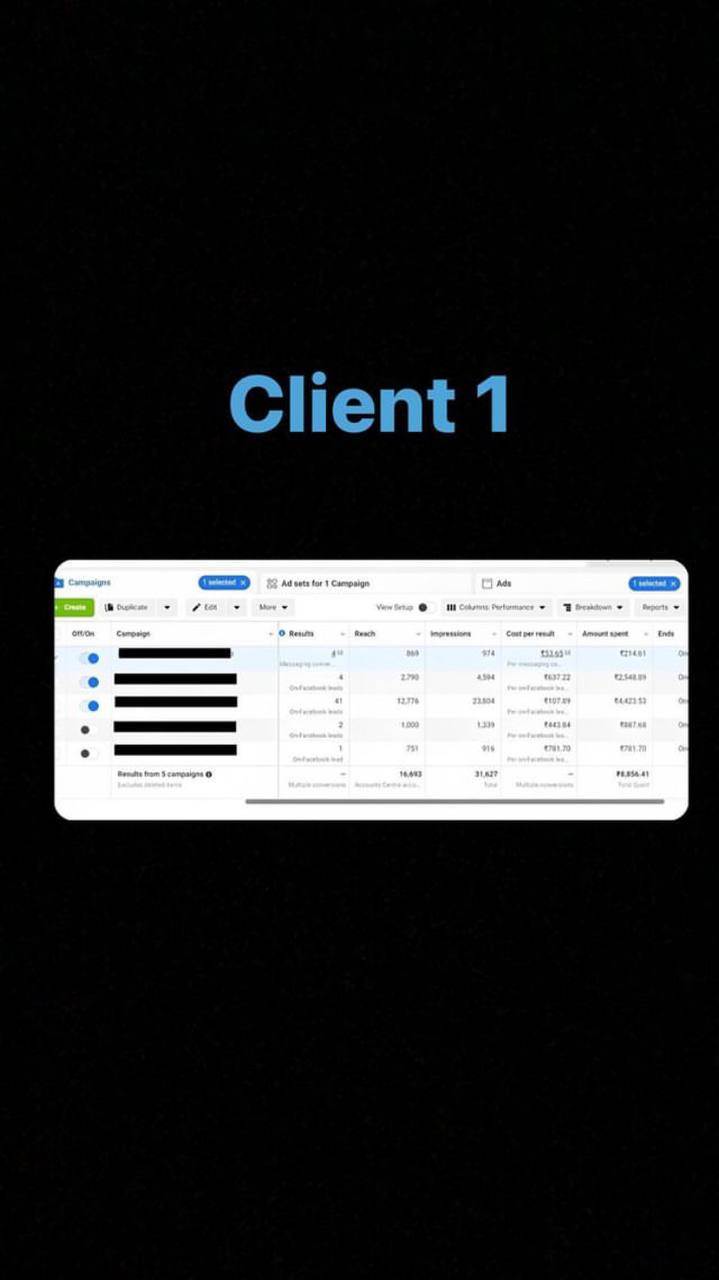 Client 1
Campaigns 1 selected × Ad sets for 1 Campaign Ads 1 selected ×
+ Create Duplicate Edit More View Setup Columns: Performance Breakdown Reports
Off/On Campaign Results Reach Impressions Cost per result Amount spent Ends
4 869 974 ₹53.65 ₹214.61 On
Messaging conver... Per messaging co...
4 2,790 4,594 ₹637.22 ₹2,548.89 On
On-Facebook leads Per on-Facebook lea...
41 12,776 23,804 ₹107.89 ₹4,423.53 On
On-Facebook leads Per on-Facebook lea...
2 1,000 1,339 ₹443.84 ₹887.68 On
On-Facebook leads Per on-Facebook lea...
1 751 916 ₹781.70 ₹781.70 On
On-Facebook lead Per on-Facebook lea...
Results from 5 campaigns — 16,693 31,627 — ₹8,856.41
Excludes deleted items Multiple conversions Accounts Centre acco... Total Multiple conversions Total Spent